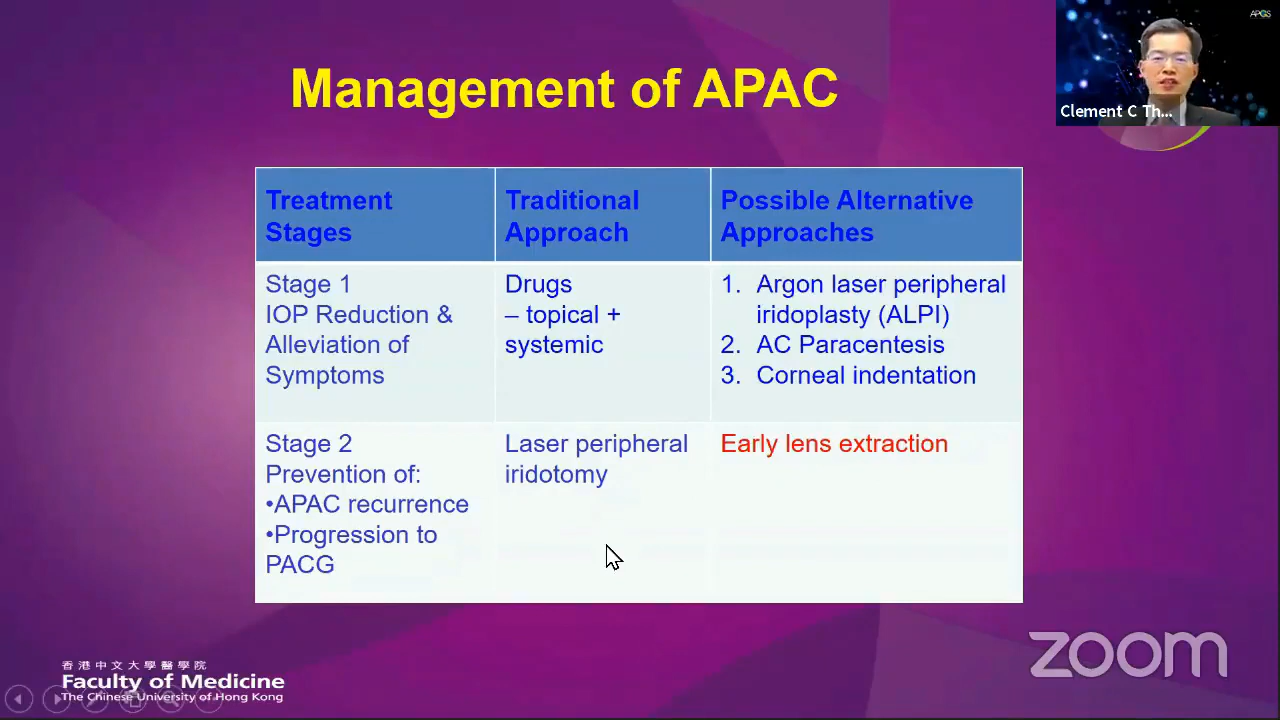 APGS
Clement C Th...
Management of APAC
Treatment
Stages
Traditional
Approach
Possible Alternative
Approaches
Stage 1
IOP Reduction &
Alleviation of
Symptoms
Drugs
– topical +
systemic
1. Argon laser peripheral
iridoplasty (ALPI)
2. AC Paracentesis
3. Corneal indentation
Stage 2
Prevention of:
•APAC recurrence
•Progression to
PACG
Laser peripheral
iridotomy
Early lens extraction
香港中文大學醫學院
Faculty of Medicine
The Chinese University of Hong Kong
zoom